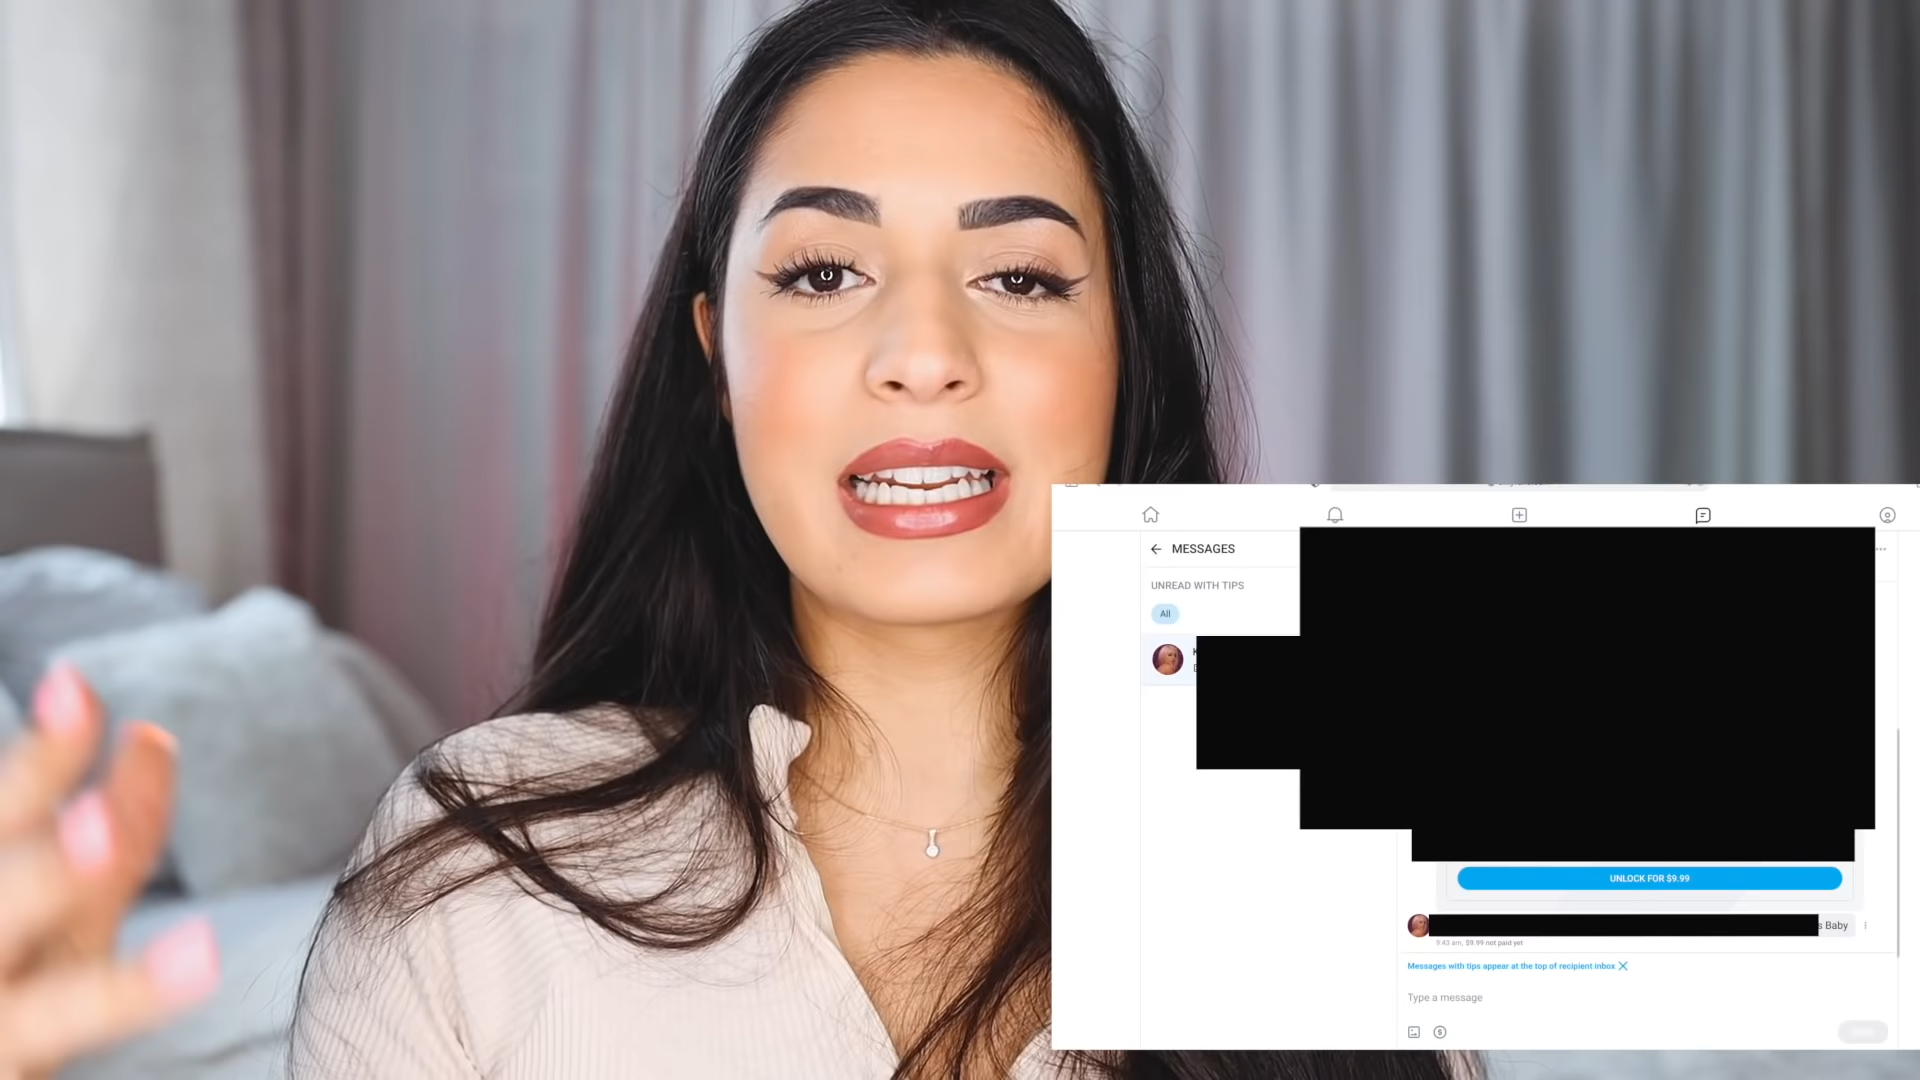 MESSAGES
UNREAD WITH TIPS
All
UNLOCK FOR $9.99
s Baby
9:43 am, $9.99 not paid yet
Messages with tips appear at the top of recipient inbox
Type a message